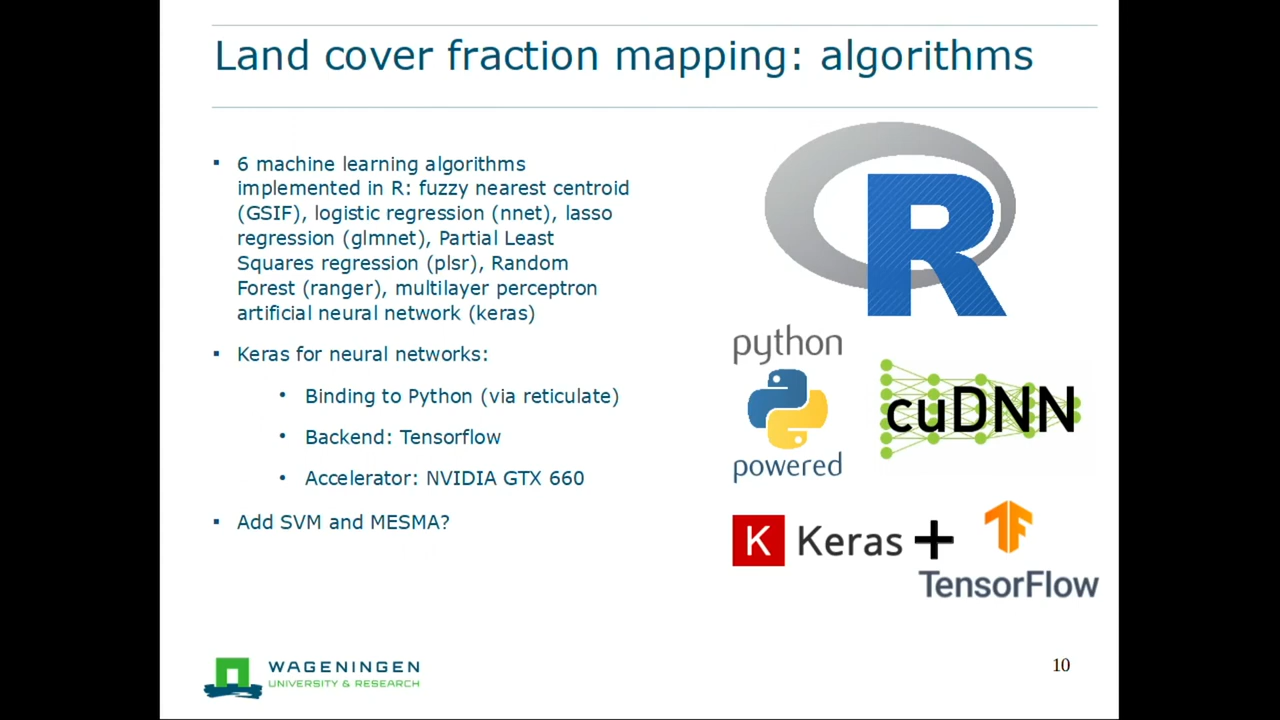 Land cover fraction mapping: algorithms
6 machine learning algorithms
implemented in R: fuzzy nearest centroid
(GSIF), logistic regression (nnet), lasso
regression (glmnet), Partial Least
Squares regression (plsr), Random
Forest (ranger), multilayer perceptron
artificial neural network (keras)
Keras for neural networks:
Binding to Python (via reticulate)
Backend: Tensorflow
Accelerator: NVIDIA GTX 660
Add SVM and MESMA?
R
python
powered
cuDNN
K Keras +
TensorFlow
WAGENINGEN
UNIVERSITY & RESEARCH
10